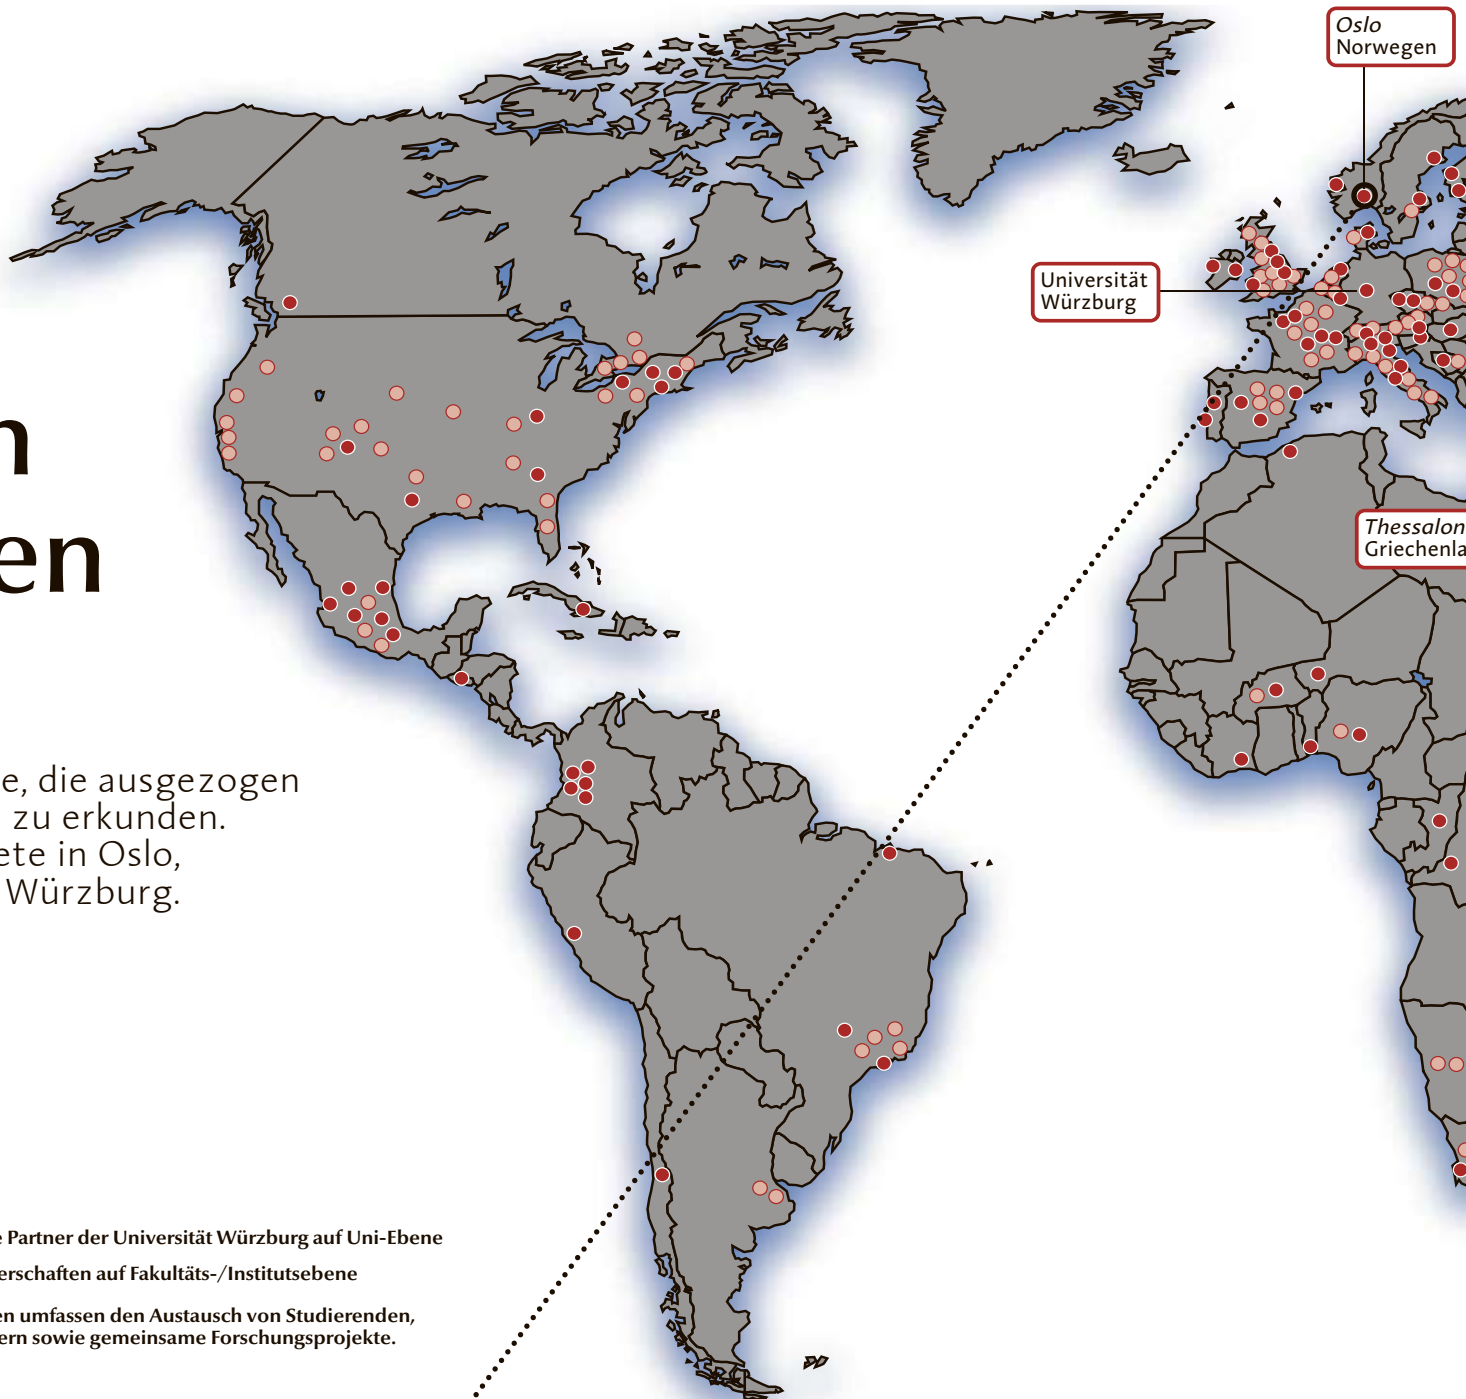 Oslo
Norwegen
Universität
Würzburg
n
en
Thessalon
Griechenla
e, die ausgezogen
zu erkunden.
ete in Oslo,
Würzburg.
e Partner der Universität Würzburg auf Uni-Ebene
erschaften auf Fakultäts-/Institutsebene
en umfassen den Austausch von Studierenden,
ern sowie gemeinsame Forschungsprojekte.